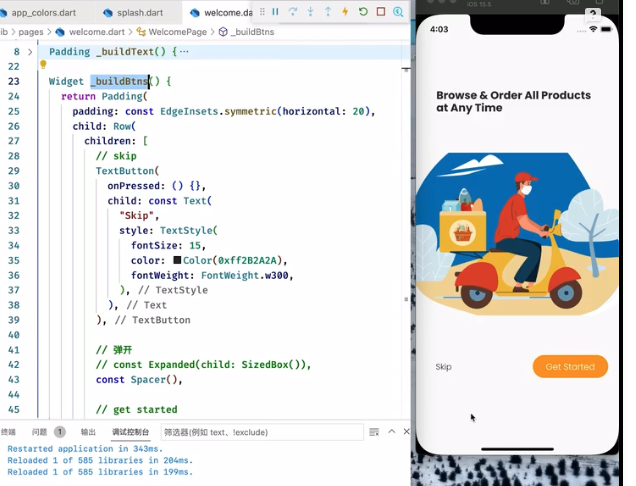 app_colors.dart splash.dart welcome.da
ib > pages > welcome.dart > WelcomePage > _buildBtns
8 > Padding _buildText() {···
22
23 Widget _buildBtns() {
24 return Padding(
25 padding: const EdgeInsets.symmetric(horizontal: 20),
26 child: Row(
27 children: [
28 // skip
29 TextButton(
30 onPressed: () {},
31 child: const Text(
32 "Skip",
33 style: TextStyle(
34 fontSize: 15,
35 color: Color(0xff2B2A2A),
36 fontWeight: FontWeight.w300,
37 ), // TextStyle
38 ), // Text
39 ), // TextButton
40
41 // 弹开
42 // const Expanded(child: SizedBox()),
43 const Spacer(),
44
45 // get started
终端 问题 1 输出 调试控制台 筛选器(例如 text、!exclude)
Restarted application in 343ms.
Reloaded 1 of 585 libraries in 204ms.
Reloaded 1 of 585 libraries in 199ms.
iOS 15.5
?
4:03
Browse & Order All Products
at Any Time
Skip
Get Started